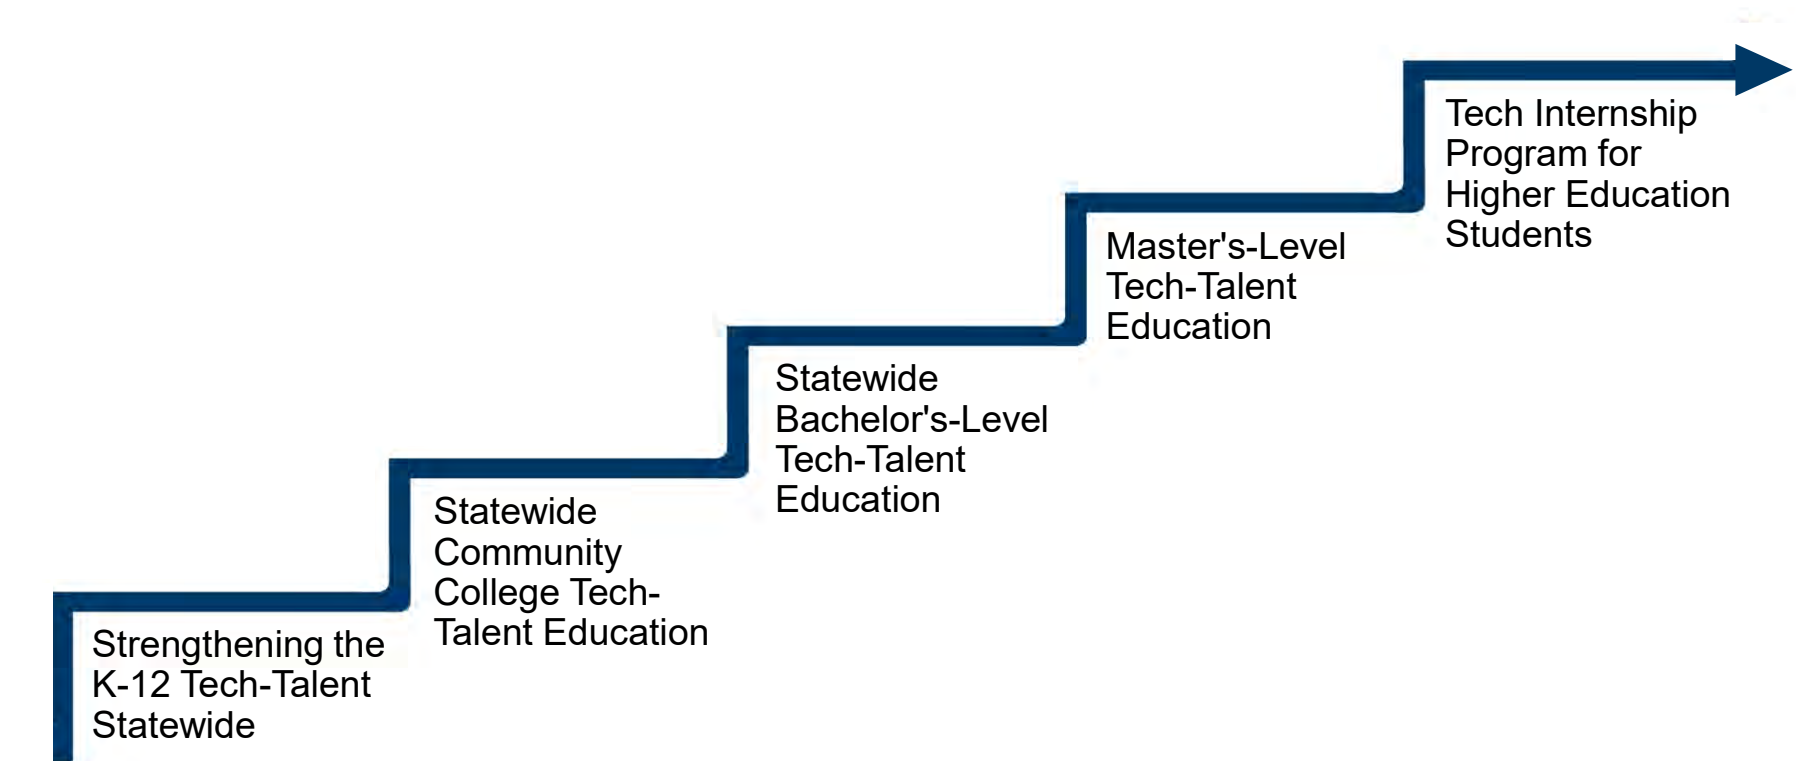 Tech Internship
Program for
Higher Education
Students
Master's-Level
Tech-Talent
Education
Statewide
Bachelor's-Level
Tech-Talent
Education
Statewide
Community
College Tech-
Talent Education
Strengthening the
K-12 Tech-Talent
Statewide